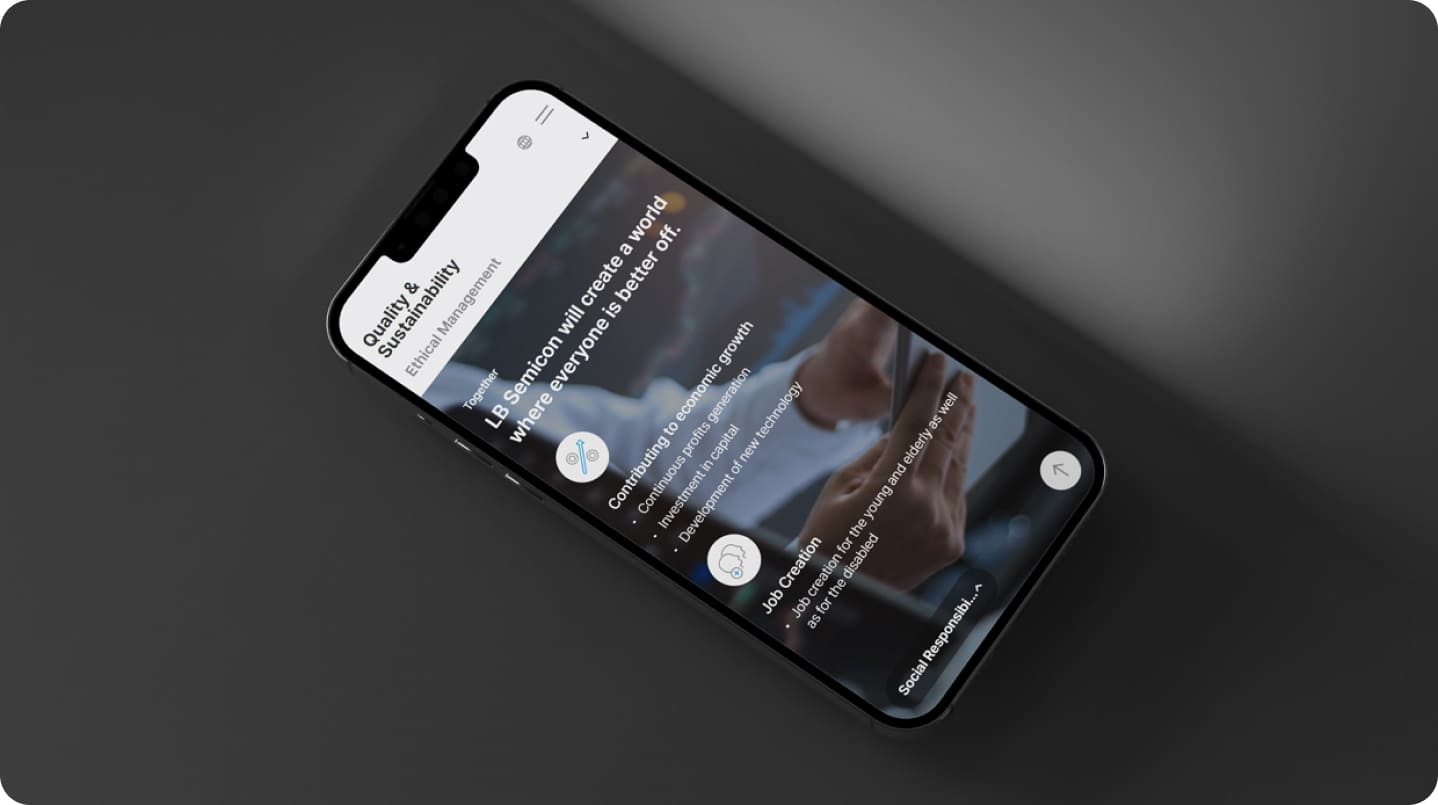 Quality &
Sustainability
Ethical Management
Together
LB Semicon will create a world
where everyone is better off.
Contributing to economic growth
• Continuous profits generation
• Investment in capital
• Development of new technology
Job Creation
• Job creation for the young and elderly as well
as for the disabled
Social Responsibi...